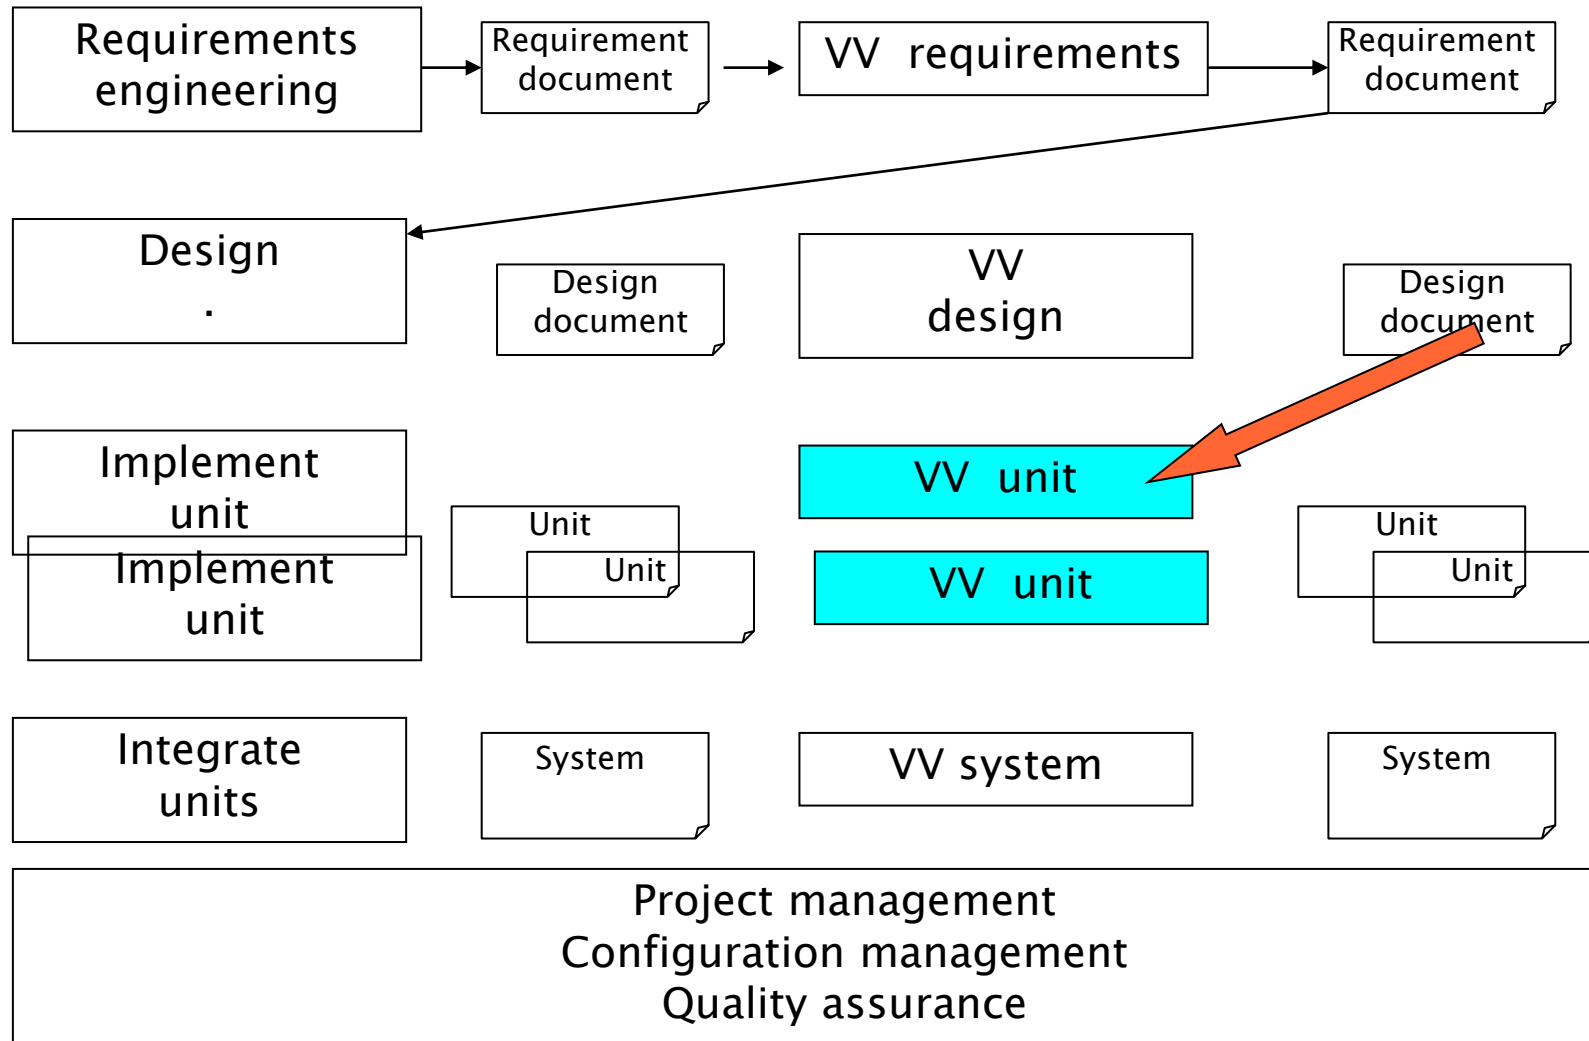 Requirements
engineering
Requirement
document
VV requirements
Requirement
document
Design
.
Design
document
VV
design
Design
document
Implement
unit
Implement
unit
Unit
Unit
VV unit
VV unit
Unit
Unit
Integrate
units
System
VV system
System
Project management
Configuration management
Quality assurance